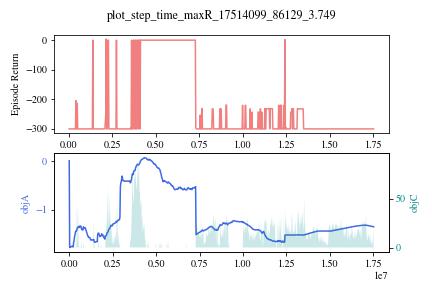 plot_step_time_maxR_17514099_86129_3.749
Episode Return
0
−100
−200
−300
0.00 0.25 0.50 0.75 1.00 1.25 1.50 1.75
objA
0
−1
50
0
objC
0.00 0.25 0.50 0.75 1.00 1.25 1.50 1.75
1e7